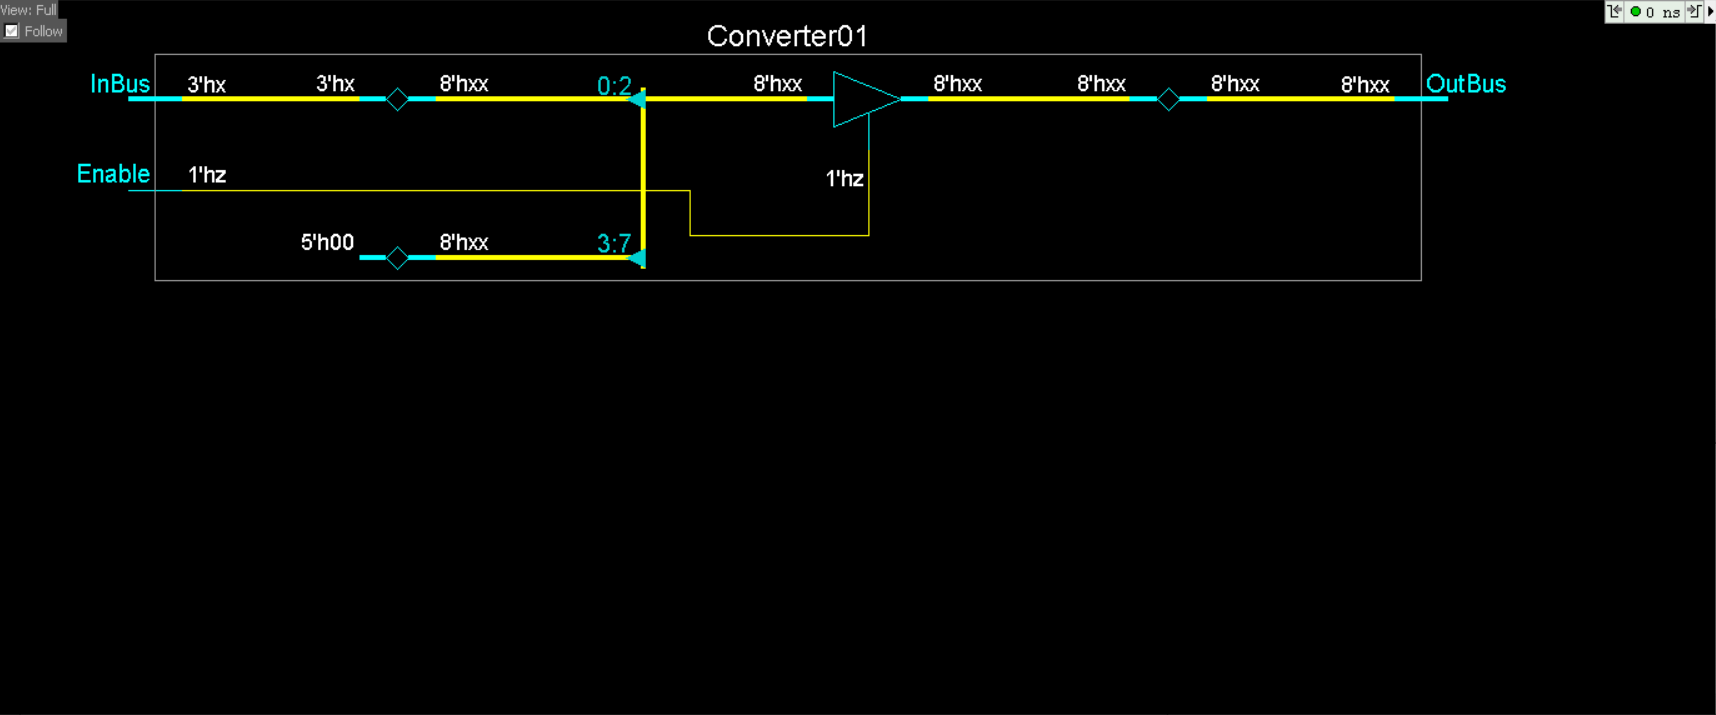 View: Full
Follow
0 ns
Converter01
InBus 3'hx 3'hx 8'hxx 0:2 8'hxx 8'hxx 8'hxx 8'hxx 8'hxx OutBus
Enable 1'hz 1'hz
5'h00 8'hxx 3:7